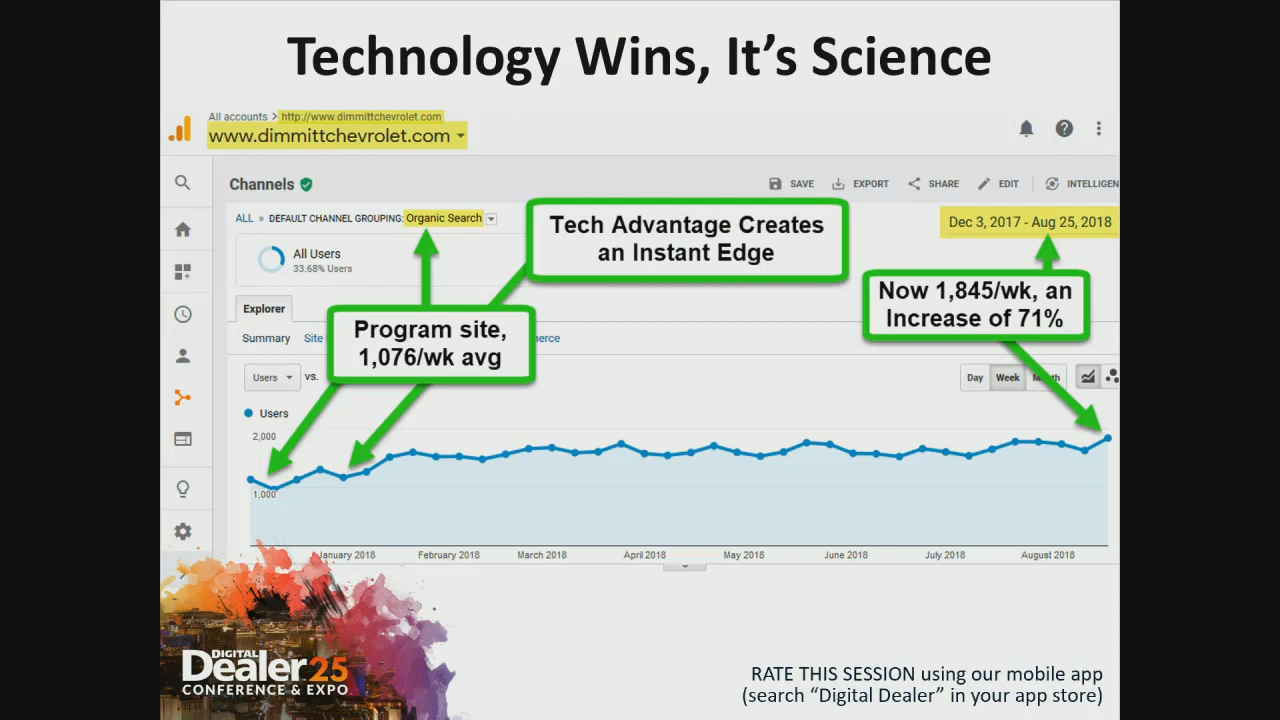 Technology Wins, It's Science
All accounts > http://www.dimmittchevrolet.com
www.dimmittchevrolet.com
Channels
SAVE
EXPORT
SHARE
EDIT
INTELLIGEN
ALL » DEFAULT CHANNEL GROUPING: Organic Search
Dec 3, 2017 - Aug 25, 2018
Tech Advantage Creates
an Instant Edge
All Users
33.68% Users
Now 1,845/wk, an
Increase of 71%
Explorer
Program site,
1,076/wk avg
Summary
Site
merce
Users
vs.
Day
Week
Users
2,000
1,000
January 2018
February 2018
March 2018
April 2018
May 2018
June 2018
July 2018
August 2018
DIGITAL
Dealer 25
CONFERENCE & EXPO
RATE THIS SESSION using our mobile app
(search “Digital Dealer” in your app store)